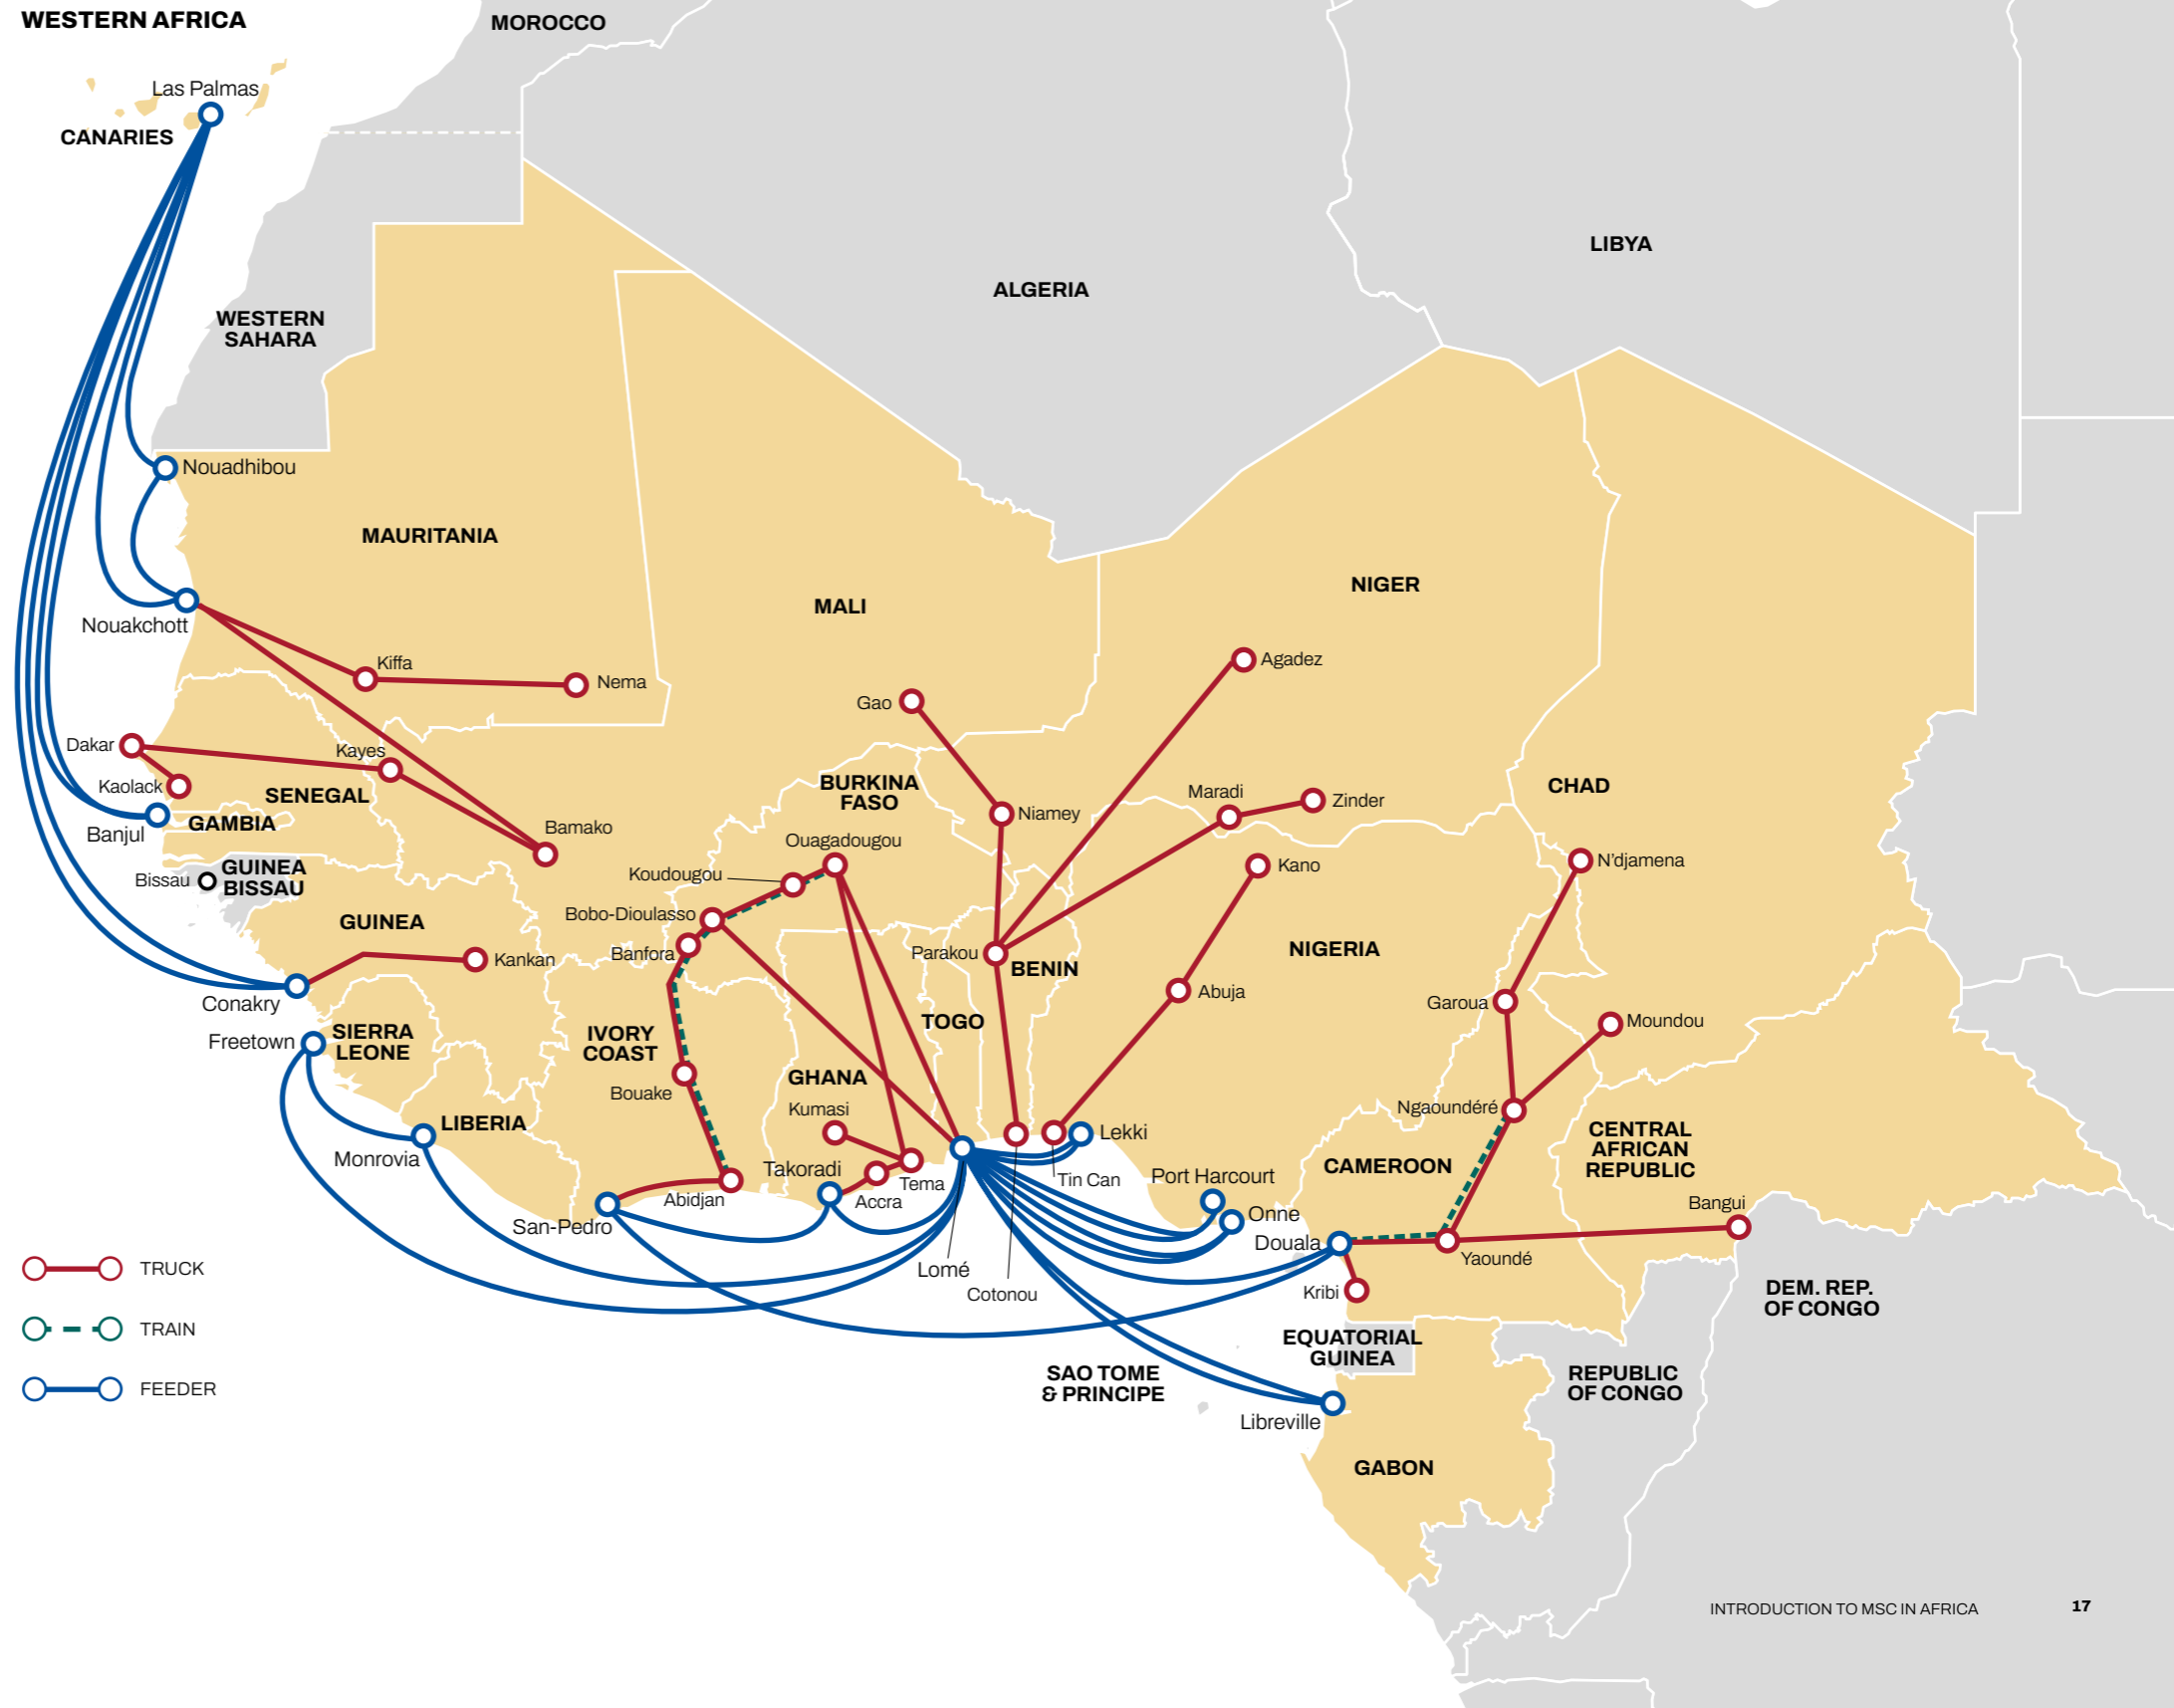 WESTERN AFRICA
MOROCCO
Las Palmas
CANARIES
LIBYA
ALGERIA
WESTERN
SAHARA
Nouadhibou
MAURITANIA
NIGER
MALI
Nouakchott
Kiffa
Nema
Agadez
Gao
Dakar
Kayes
Kaolack
SENEGAL
BURKINA
FASO
Maradi
Zinder
CHAD
Niamey
Banjul
GAMBIA
Bamako
Ouagadougou
Koudougou
Kano
N'djamena
Bissau
GUINEA
BISSAU
GUINEA
Bobo-Dioulasso
Banfora
Kankan
Parakou
BENIN
NIGERIA
Conakry
Abuja
Garoua
Moundou
Freetown
SIERRA
LEONE
IVORY
COAST
TOGO
GHANA
Bouake
Kumasi
Ngaoundéré
LIBERIA
Monrovia
Lekki
CENTRAL
AFRICAN
REPUBLIC
Takoradi
Tema
Tin Can
Port Harcourt
CAMEROON
Abidjan
Accra
San-Pedro
Onne
Douala
Bangui
Yaoundé
Lomé
Cotonou
Kribi
TRUCK
TRAIN
FEEDER
DEM. REP.
OF CONGO
EQUATORIAL
GUINEA
SAO TOME
& PRINCIPE
REPUBLIC
OF CONGO
Libreville
GABON
INTRODUCTION TO MSC IN AFRICA
17